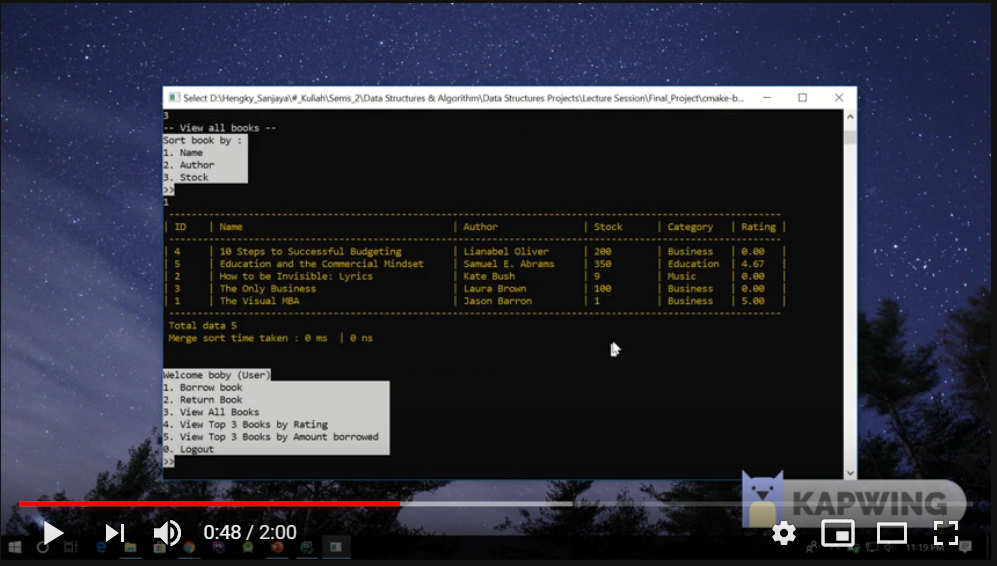 Select D:\Hengky_Sanjaya\#_Kuliah\Sems_2\Data Structures & Algorithm\Data Structures Projects\Lecture Session\Final_Project\cmake-b...
3
-- View all books --
Sort book by :
1. Name
2. Author
3. Stock
>>
1
| ID | Name | Author | Stock | Category | Rating |
| 4 | 10 Steps to Successful Budgeting | Lianabel Oliver | 200 | Business | 0.00 |
| 5 | Education and the Commercial Mindset | Samuel E. Abrams | 350 | Education | 4.67 |
| 2 | How to be Invisible: Lyrics | Kate Bush | 9 | Music | 0.00 |
| 3 | The Only Business | Laura Brown | 100 | Business | 0.00 |
| 1 | The Visual MBA | Jason Barron | 1 | Business | 5.00 |
Total data 5
Merge sort time taken : 0 ms | 0 ns
Welcome boby (User)
1. Borrow book
2. Return Book
3. View All Books
4. View Top 3 Books by Rating
5. View Top 3 Books by Amount borrowed
0. Logout
>>
KAPWING
0:48 / 2:00
11:19 PM